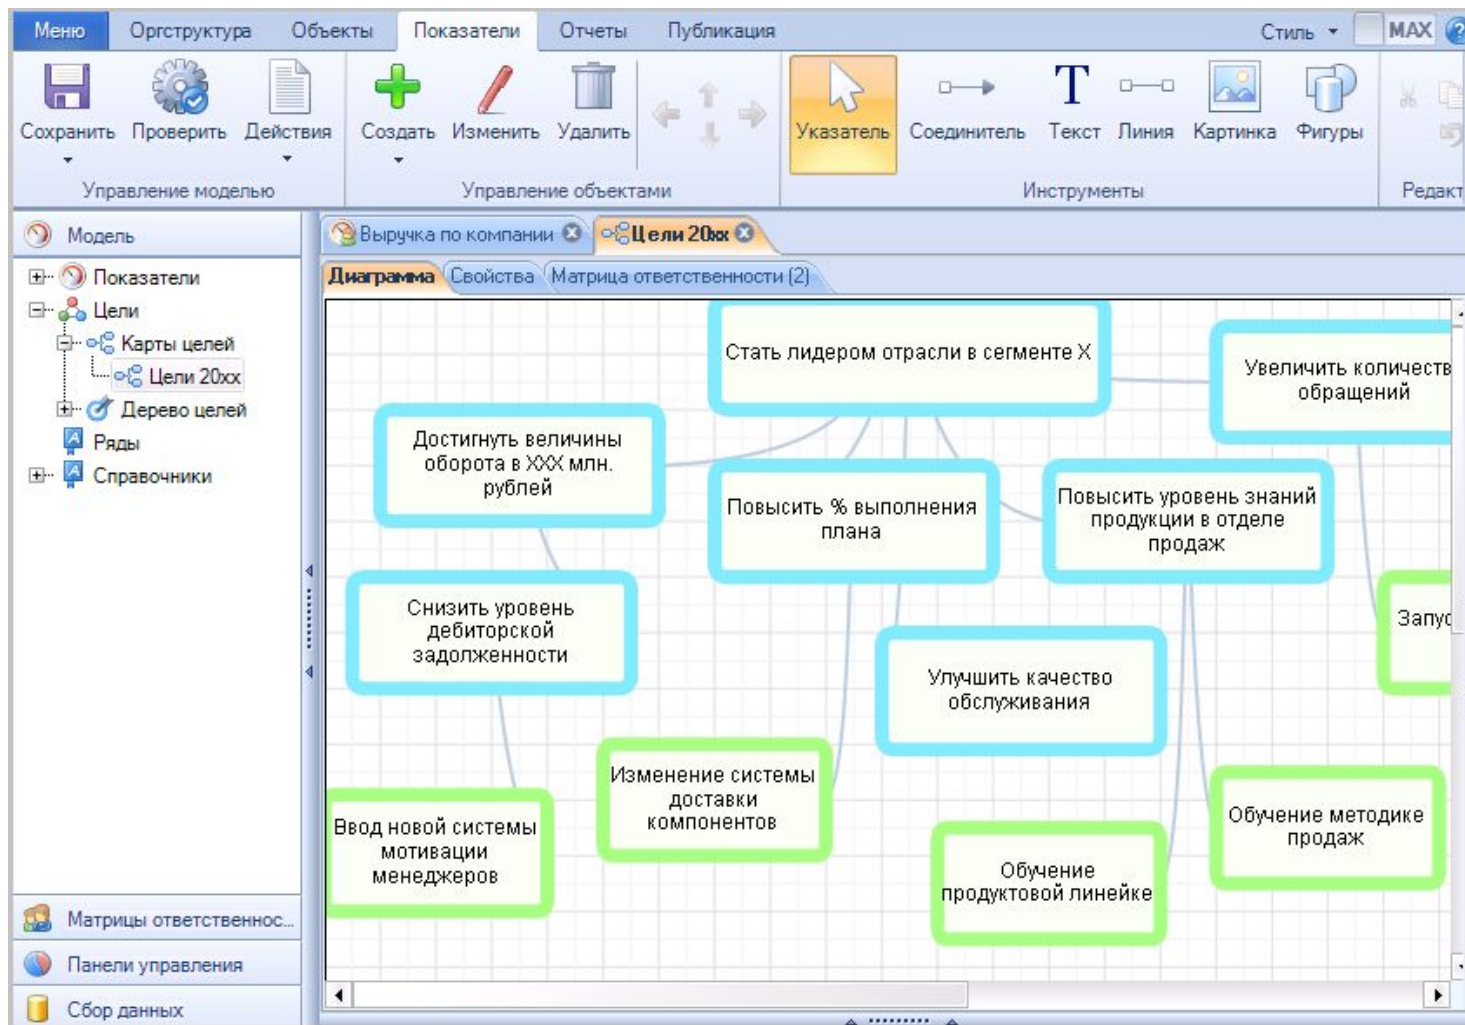 Меню Оргструктура Объекты Показатели Отчеты Публикация Стиль MAX
Сохранить Проверить Действия Создать Изменить Удалить Указатель Соединитель Текст Линия Картинка Фигуры
Управление моделью Управление объектами Инструменты Редакт
Модель
Показатели
Цели
Карты целей
Цели 20xx
Дерево целей
Ряды
Справочники
Матрицы ответственнос...
Панели управления
Сбор данных
Выручка по компании Цели 20xx
Диаграмма Свойства Матрица ответственности (2)
Стать лидером отрасли в сегменте X
Увеличить количеств
обращений
Достигнуть величины
оборота в XXX млн.
рублей
Повысить % выполнения
плана
Повысить уровень знаний
продукции в отделе
продаж
Снизить уровень
дебиторской
задолженности
Запус
Улучшить качество
обслуживания
Изменение системы
доставки
компонентов
Ввод новой системы
мотивации
менеджеров
Обучение
продуктовой линейке
Обучение методике
продаж